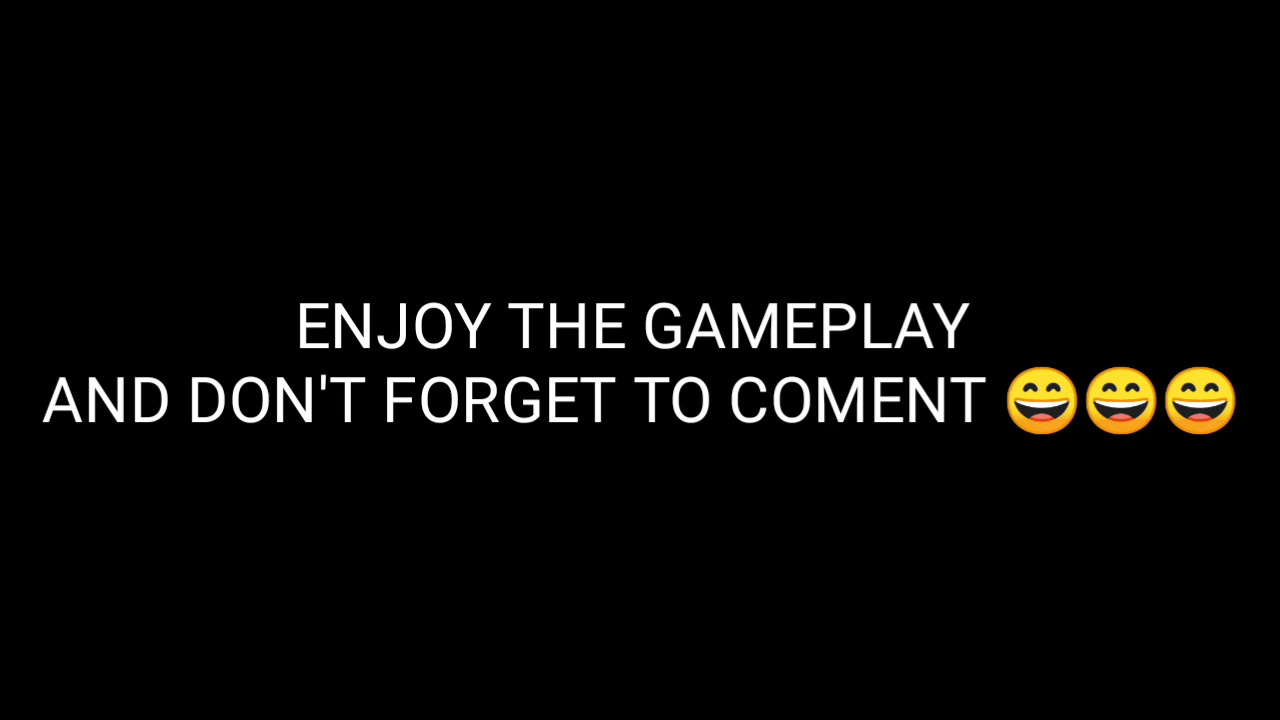 ENJOY THE GAMEPLAY
AND DON'T FORGET TO COMENT 😄😄😄